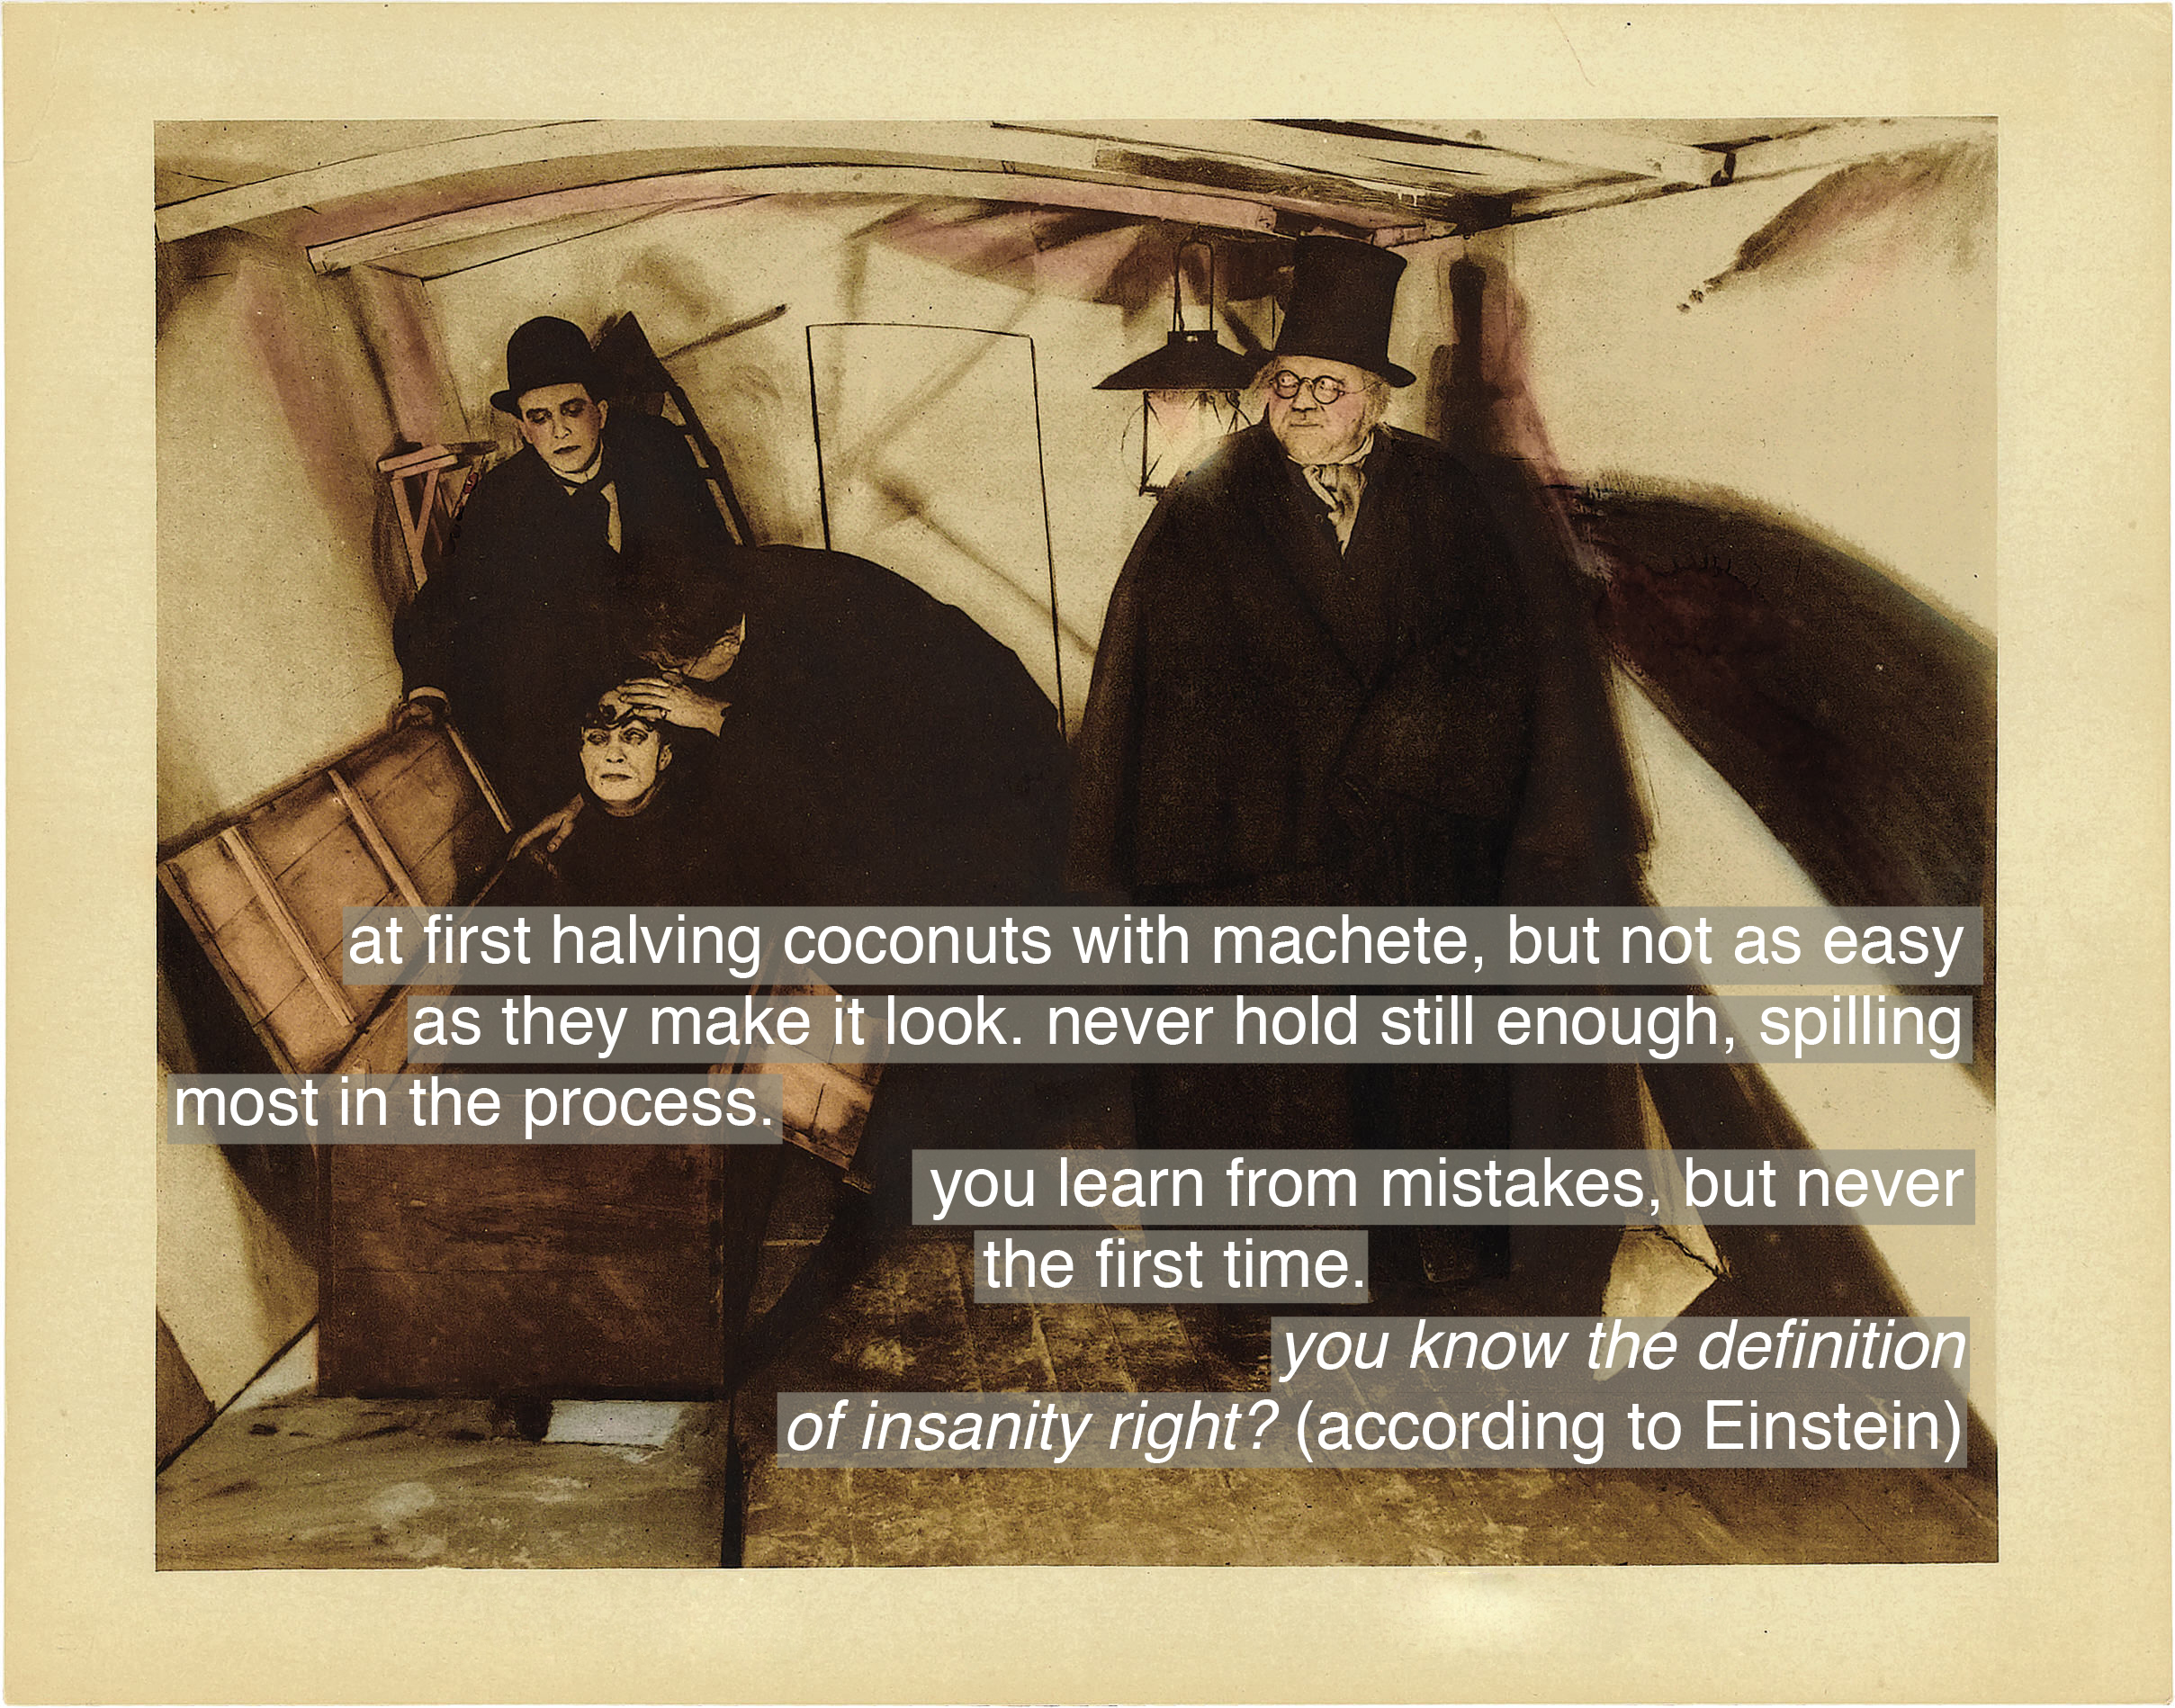 at first halving coconuts with machete, but not as easy
as they make it look. never hold still enough, spilling
most in the process.
you learn from mistakes, but never
the first time.
you know the definition
of insanity right? (according to Einstein)